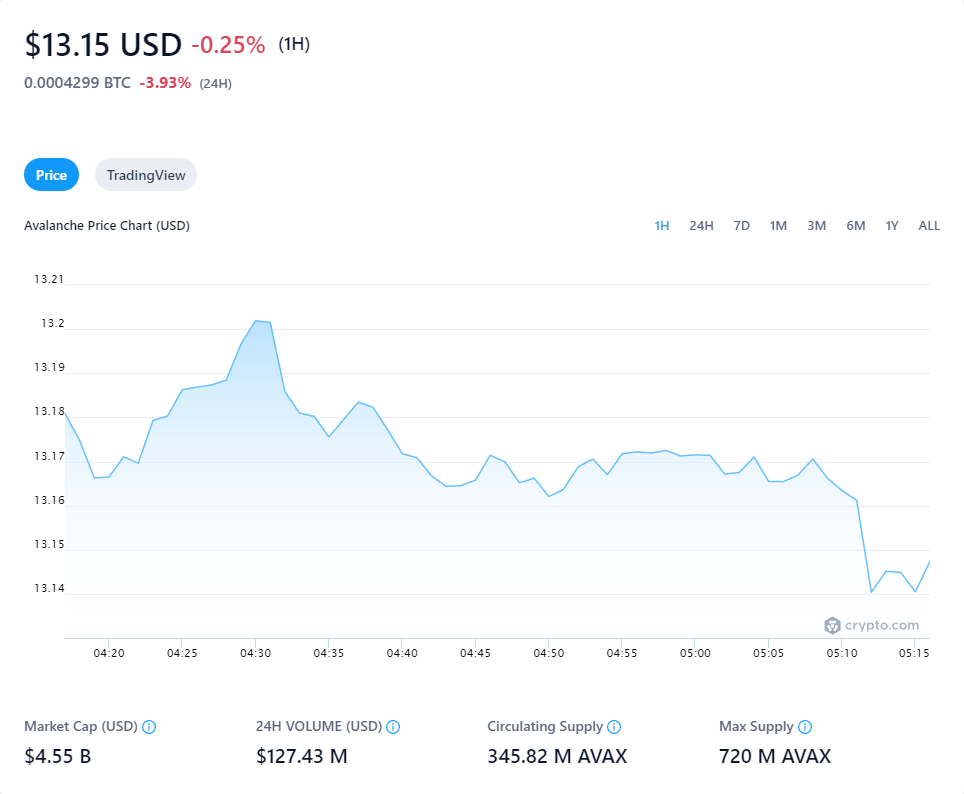 $13.15 USD -0.25% (1H)
0.0004299 BTC -3.93% (24H)
Price TradingView
Avalanche Price Chart (USD) 1H 24H 7D 1M 3M 6M 1Y ALL
13.21
13.2
13.19
13.18
13.17
13.16
13.15
13.14
crypto.com
04:20 04:25 04:30 04:35 04:40 04:45 04:50 04:55 05:00 05:05 05:10 05:15
Market Cap (USD) 24H VOLUME (USD) Circulating Supply Max Supply
$4.55 B $127.43 M 345.82 M AVAX 720 M AVAX